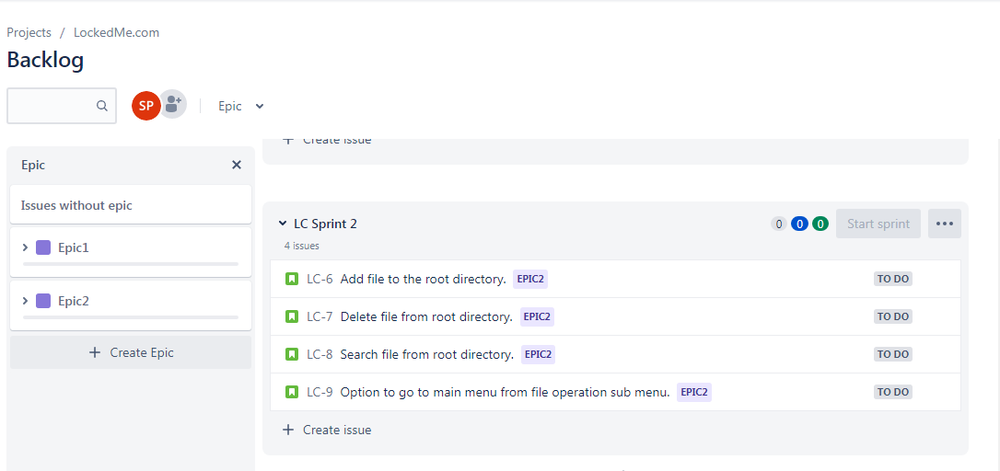 Projects / LockedMe.com
Backlog
SP
Epic
Create issue
Epic
Issues without epic
Epic1
Epic2
Create Epic
LC Sprint 2
0 0 0 Start sprint
4 issues
LC-6 Add file to the root directory. EPIC2 TO DO
LC-7 Delete file from root directory. EPIC2 TO DO
LC-8 Search file from root directory. EPIC2 TO DO
LC-9 Option to go to main menu from file operation sub menu. EPIC2 TO DO
Create issue